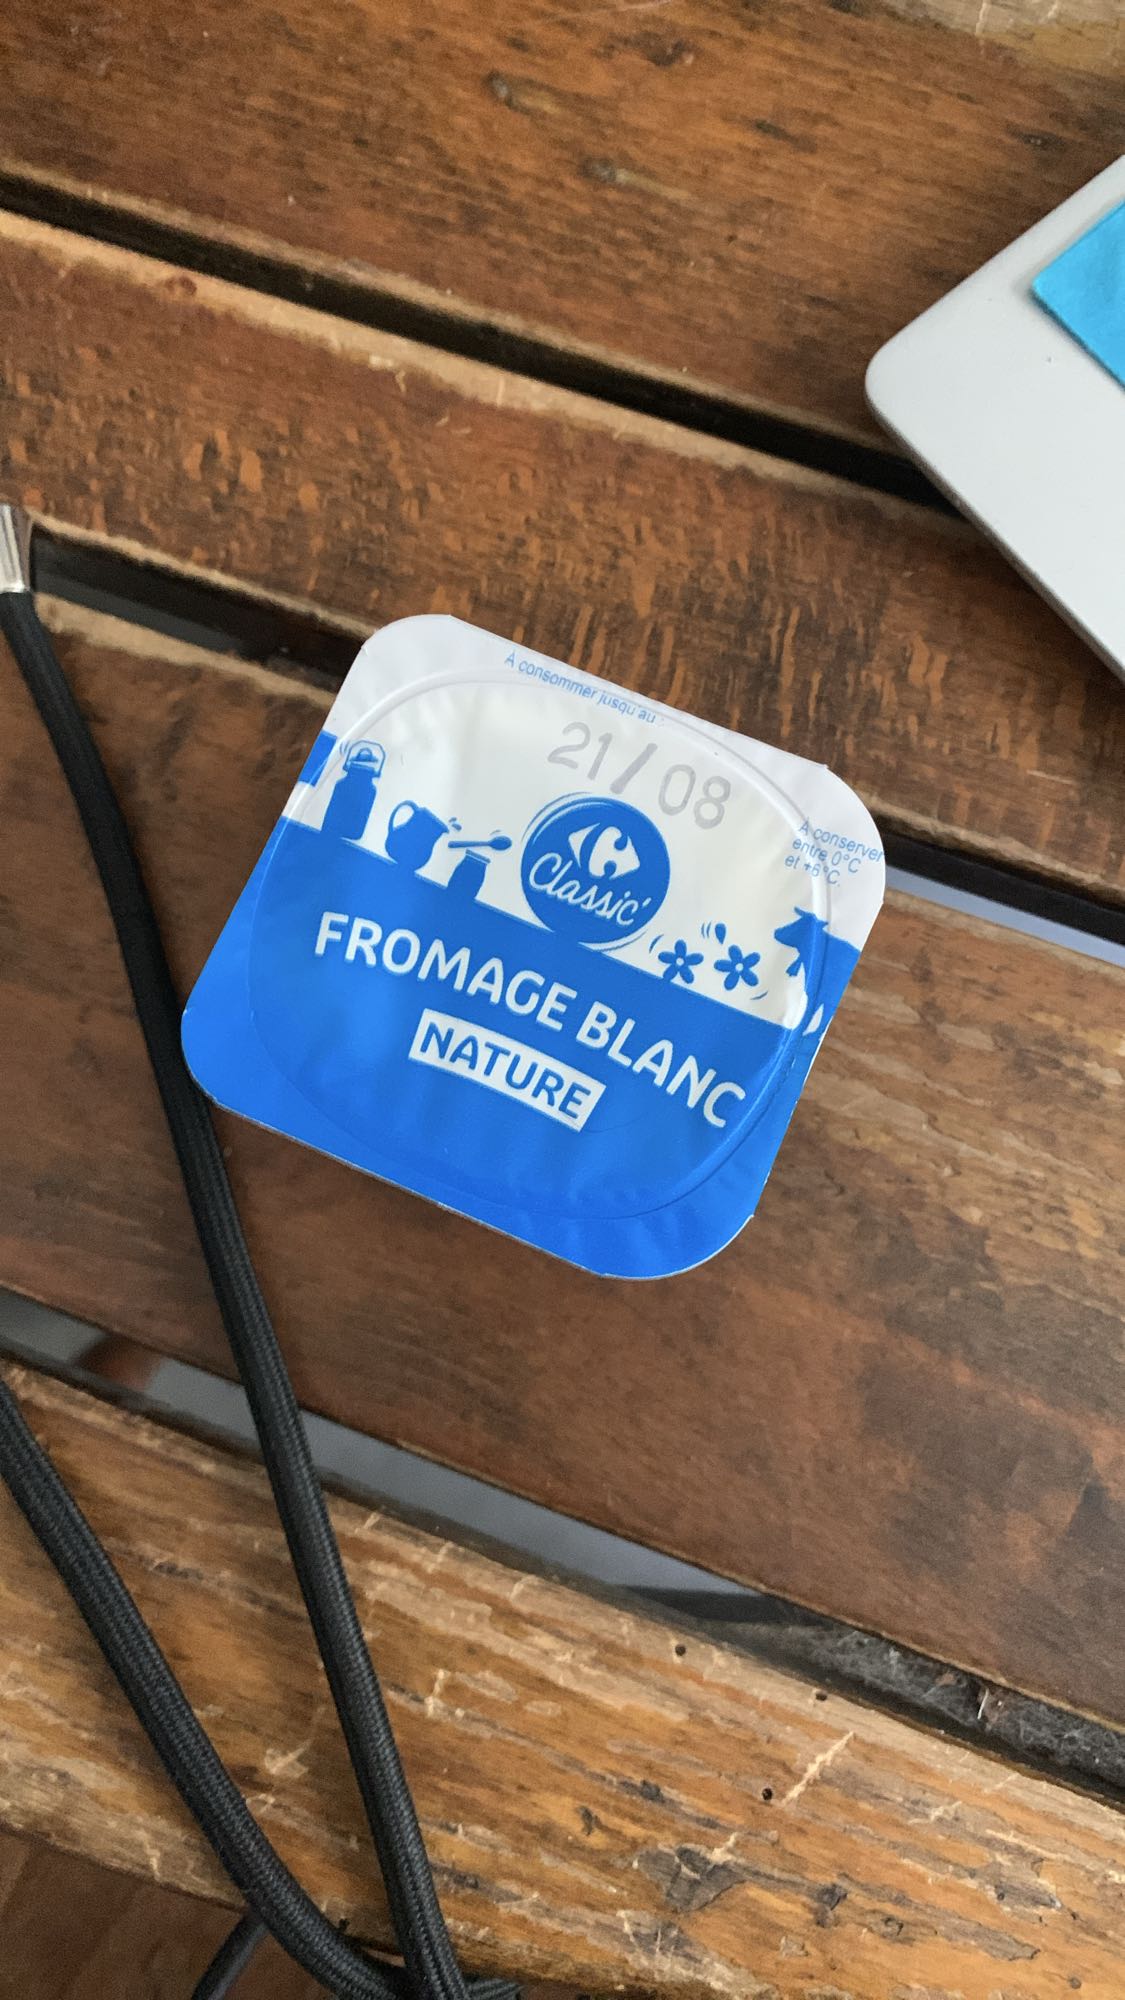 À consommer jusqu'au :
21/08
À conserver
entre 0°C
et +6°C.
Classic'
FROMAGE BLANC
NATURE